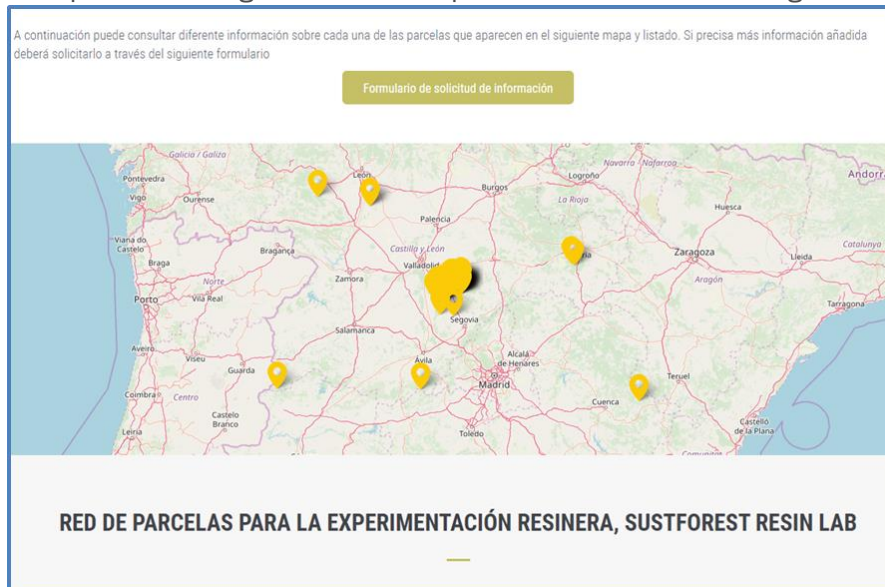 A continuación puede consultar diferente información sobre cada una de las parcelas que aparecen en el siguiente mapa y listado. Si precisa más información añadida
deberá solicitarlo a través del siguiente formulario
Formulario de solicitud de información
Galicia / Galiza
León
Navarra - Nafarroa
Logroño
Andorr
Pontevedra
Vigo
Ourense
Burgos
La Rioja
Huesca
Palencia
Viana do
Castelo
Bragança
Castilla y León
Catalunya
Braga
Zamora
Valladolid
Zaragoza
Lleida
Norte
Aragón
Porto
Vila Real
Tarragona
Segovia
Salamanca
Aveiro
Viseu
Guarda
Ávila
Alcalá
de Henares
Madrid
Teruel
Coimbra
Centro
Cuenca
Castelo
Branco
Castelló
de la Plana
Leiria
Toledo
RED DE PARCELAS PARA LA EXPERIMENTACIÓN RESINERA, SUSTFOREST RESIN LAB